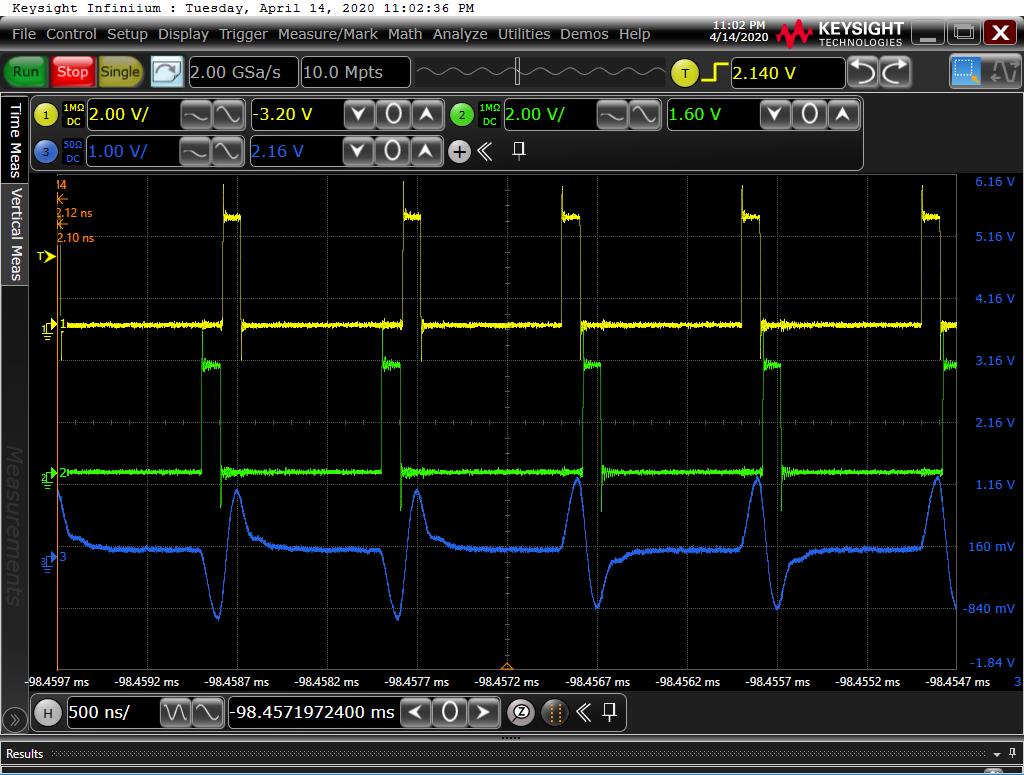 Keysight Infiniium : Tuesday, April 14, 2020 11:02:36 PM
File Control Setup Display Trigger Measure/Mark Math Analyze Utilities Demos Help
11:02 PM
4/14/2020
KEYSIGHT
TECHNOLOGIES
Run Stop Single 2.00 GSa/s 10.0 Mpts T 2.140 V
1 1MΩ DC 2.00 V/ -3.20 V 2 1MΩ DC 2.00 V/ 1.60 V
3 50Ω DC 1.00 V/ 2.16 V
Time Meas
Vertical Meas
Measurements
2.12 ns
2.10 ns
T
1
2
2
3
3
6.16 V
5.16 V
4.16 V
3.16 V
2.16 V
1.16 V
160 mV
-840 mV
-1.84 V
-98.4597 ms -98.4592 ms -98.4587 ms -98.4582 ms -98.4577 ms -98.4572 ms -98.4567 ms -98.4562 ms -98.4557 ms -98.4552 ms -98.4547 ms 3
H 500 ns/ -98.4571972400 ms 0 Z
Results